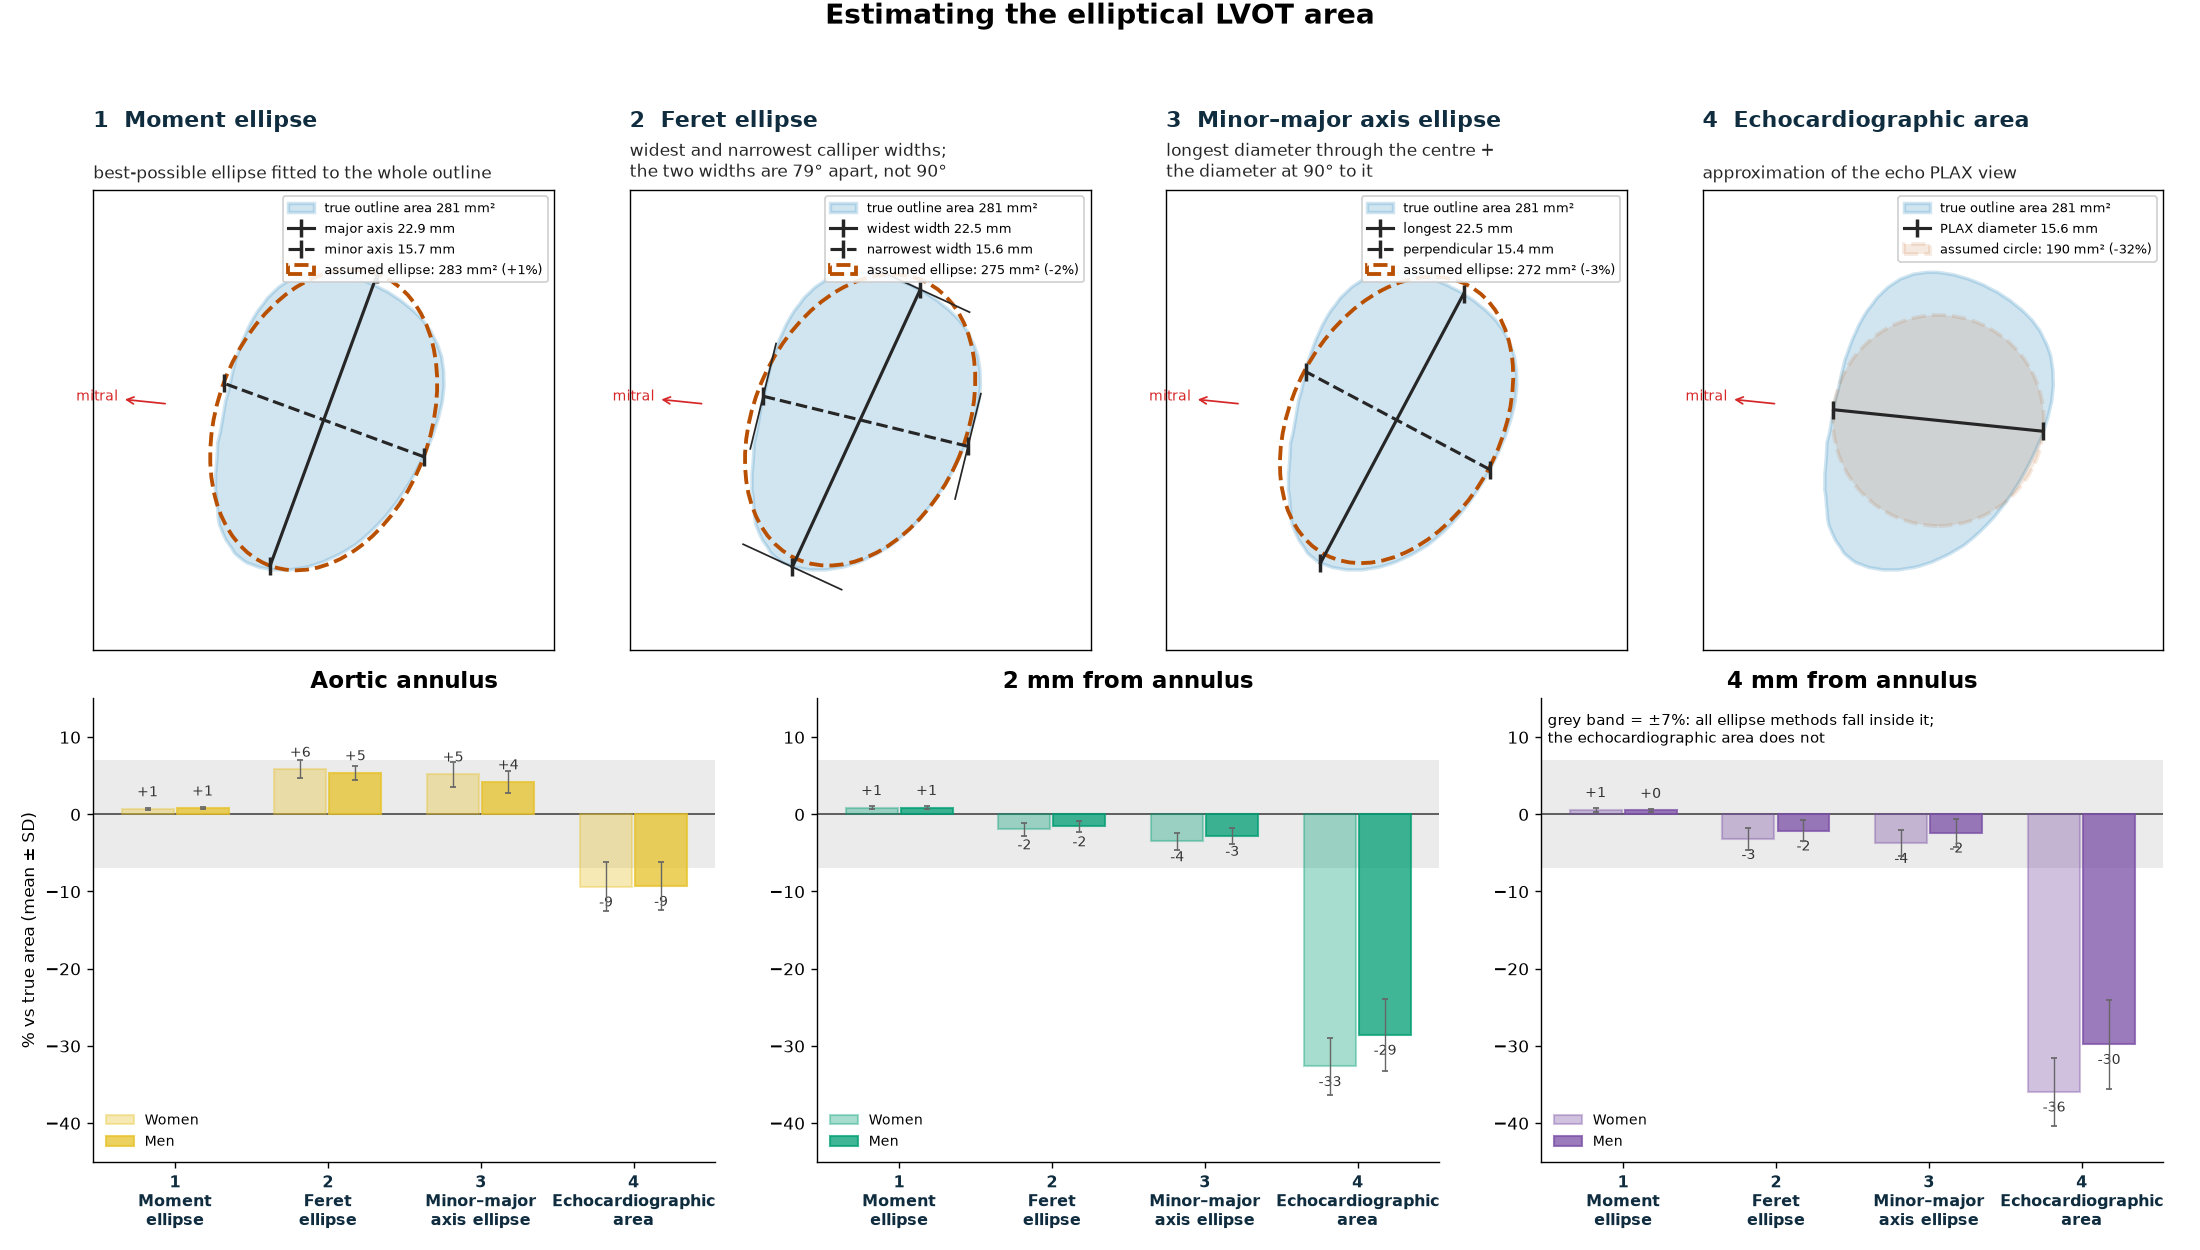 Estimating the elliptical LVOT area
1 Moment ellipse
best-possible ellipse fitted to the whole outline
true outline area 281 mm²
major axis 22.9 mm
minor axis 15.7 mm
assumed ellipse: 283 mm² (+1%)
mitral
2 Feret ellipse
widest and narrowest calliper widths;
the two widths are 79° apart, not 90°
true outline area 281 mm²
widest width 22.5 mm
narrowest width 15.6 mm
assumed ellipse: 275 mm² (-2%)
mitral
3 Minor–major axis ellipse
longest diameter through the centre +
the diameter at 90° to it
true outline area 281 mm²
longest 22.5 mm
perpendicular 15.4 mm
assumed ellipse: 272 mm² (-3%)
mitral
4 Echocardiographic area
approximation of the echo PLAX view
true outline area 281 mm²
PLAX diameter 15.6 mm
assumed circle: 190 mm² (-32%)
mitral
Aortic annulus
% vs true area (mean ± SD)
10
0
−10
−20
−30
−40
+1
+1
+6
+5
+5
+4
-9
-9
Women
Men
1
Moment
ellipse
2
Feret
ellipse
3
Minor–major
axis ellipse
4
Echocardiographic
area
2 mm from annulus
10
0
−10
−20
−30
−40
+1
+1
-2
-2
-4
-3
-33
-29
Women
Men
1
Moment
ellipse
2
Feret
ellipse
3
Minor–major
axis ellipse
4
Echocardiographic
area
4 mm from annulus
grey band = ±7%: all ellipse methods fall inside it;
the echocardiographic area does not
10
0
−10
−20
−30
−40
+1
+0
-3
-2
-4
-2
-36
-30
Women
Men
1
Moment
ellipse
2
Feret
ellipse
3
Minor–major
axis ellipse
4
Echocardiographic
area